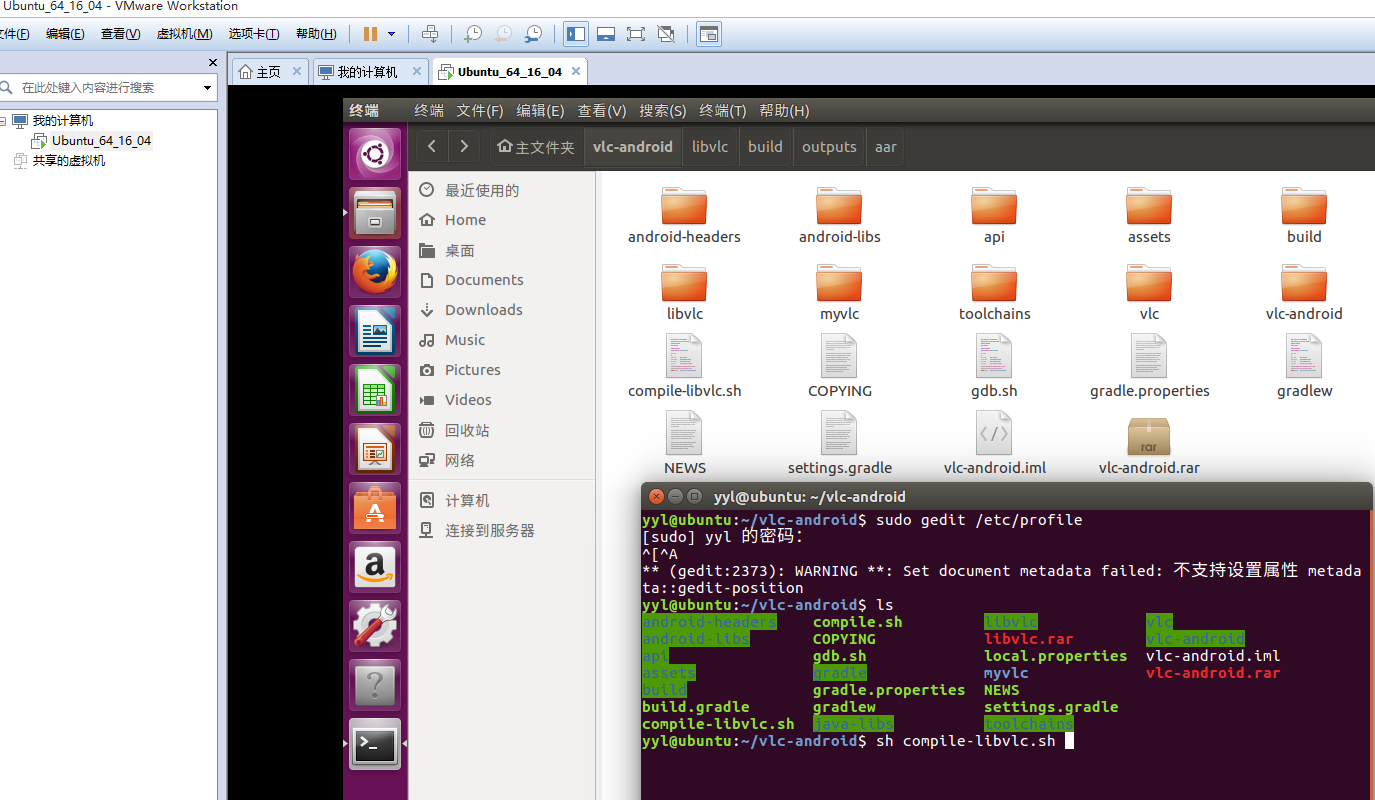 Ubuntu_64_16_04 - VMware Workstation
文件(F) 编辑(E) 查看(V) 虚拟机(M) 选项卡(T) 帮助(H)
主页 我的计算机 Ubuntu_64_16_04
在此处键入内容进行搜索
我的计算机
Ubuntu_64_16_04
共享的虚拟机
终端 终端 文件(F) 编辑(E) 查看(V) 搜索(S) 终端(T) 帮助(H)
主文件夹 vlc-android libvlc build outputs aar
最近使用的
Home
桌面
Documents
Downloads
Music
Pictures
Videos
回收站
网络
计算机
连接到服务器
android-headers android-libs api assets build
libvlc myvlc toolchains vlc vlc-android
compile-libvlc.sh COPYING gdb.sh gradle.properties gradlew
rar
NEWS settings.gradle vlc-android.iml vlc-android.rar
yyl@ubuntu: ~/vlc-android
yyl@ubuntu:~/vlc-android$ sudo gedit /etc/profile
[sudo] yyl 的密码：
^[^A
** (gedit:2373): WARNING **: Set document metadata failed: 不支持设置属性 metada
ta::gedit-position
yyl@ubuntu:~/vlc-android$ ls
android-headers compile.sh libvlc vlc
android-libs COPYING libvlc.rar vlc-android
api gdb.sh local.properties vlc-android.iml
assets gradle myvlc vlc-android.rar
build gradle.properties NEWS
build.gradle gradlew settings.gradle
compile-libvlc.sh java-libs toolchains
yyl@ubuntu:~/vlc-android$ sh compile-libvlc.sh